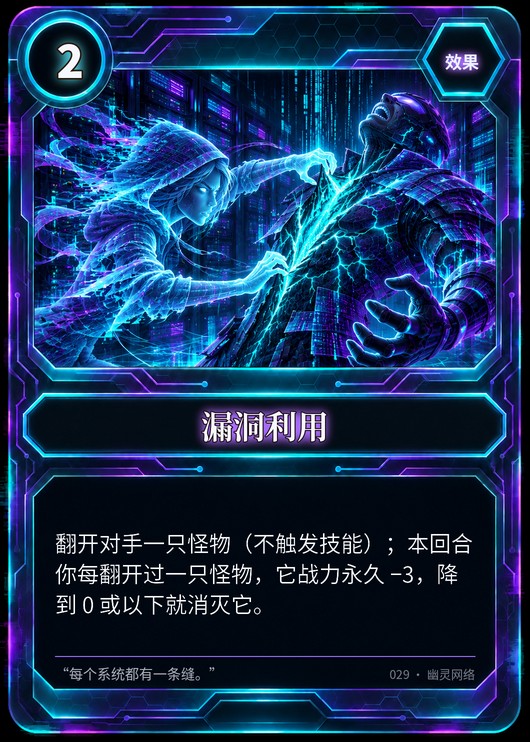 2
效果
漏洞利用
翻开对手一只怪物（不触发技能）；本回合
你每翻开过一只怪物，它战力永久 −3，降
到 0 或以下就消灭它。
“每个系统都有一条缝。”
029 · 幽灵网络